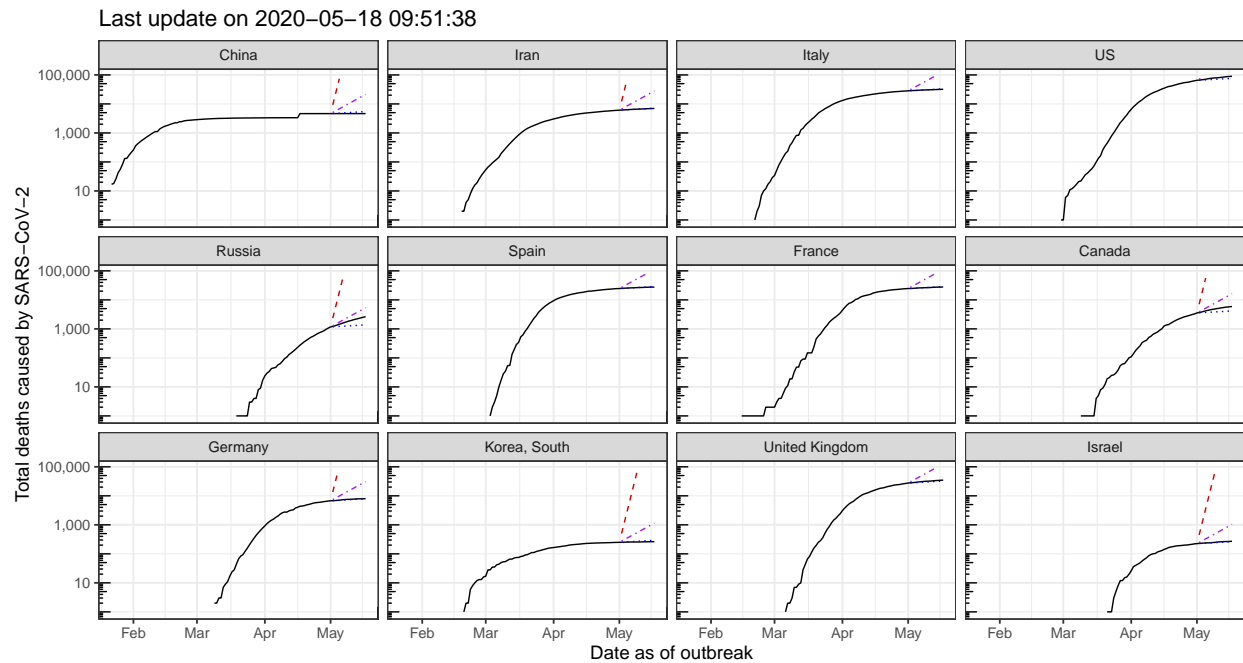 Last update on 2020−05−18 09:51:38
China Iran Italy US
100,000
1,000
10
Russia Spain France Canada
100,000
1,000
10
Germany Korea, South United Kingdom Israel
100,000
1,000
10
Feb Mar Apr May Feb Mar Apr May Feb Mar Apr May Feb Mar Apr May
Date as of outbreak
Total deaths caused by SARS−CoV−2